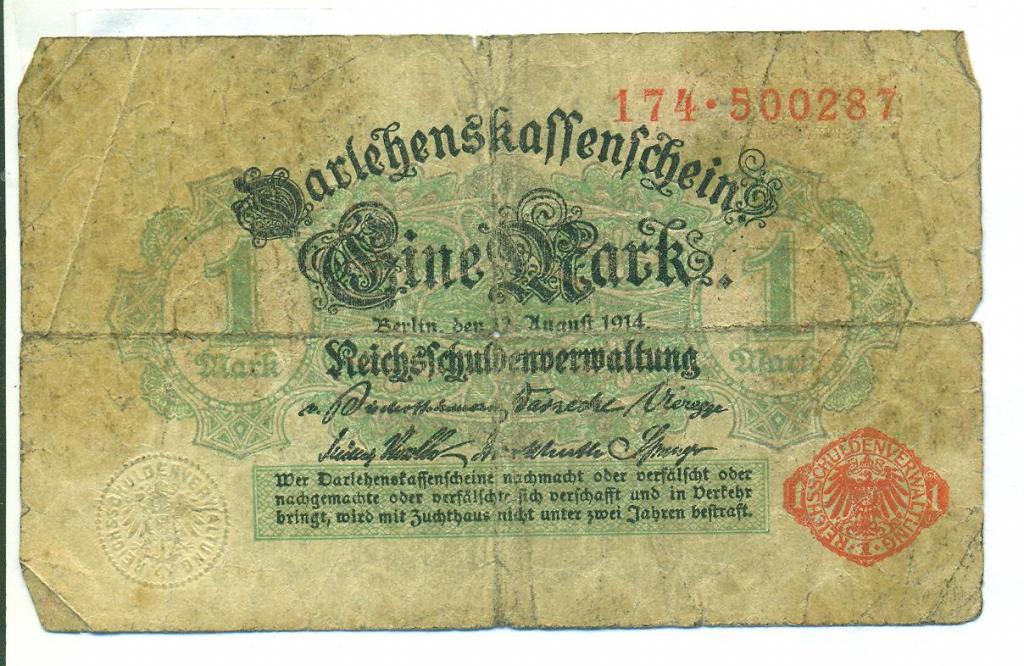 174·500287
Darlehenskassenschein.
Eine Mark.
Berlin, den 12. August 1914.
Reichsschuldenverwaltung
1 Mark
1 Mark
Wer Darlehenskassenscheine nachmacht oder verfälscht oder
nachgemachte oder verfälschte sich verschafft und in Verkehr
bringt, wird mit Zuchthaus nicht unter zwei Jahren bestraft.
REICHSSCHULDENVERWALTUNG
REICHSSCHULDENVERWALTUNG
1 1
1